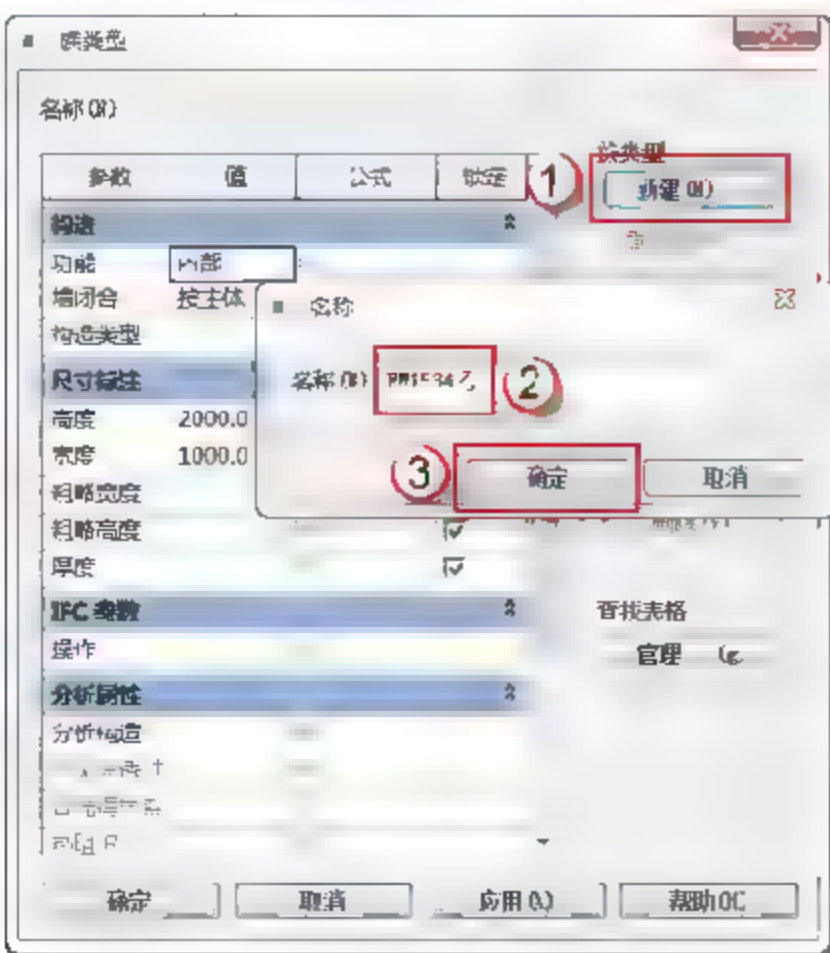 族类型
名称(N)
参数 值 公式 锁定
族类型
① 新建(N)
构造
功能 内部
墙闭合 按主体
构造类型
名称
名称(N) ②
尺寸标注
高度 2000.0
宽度 1000.0
③ 确定 取消
粗略宽度
粗略高度
厚度
IFC 参数
操作
查找表格
管理 (G
分析属性
分析构造
确定 取消 应用(A) 帮助(H)